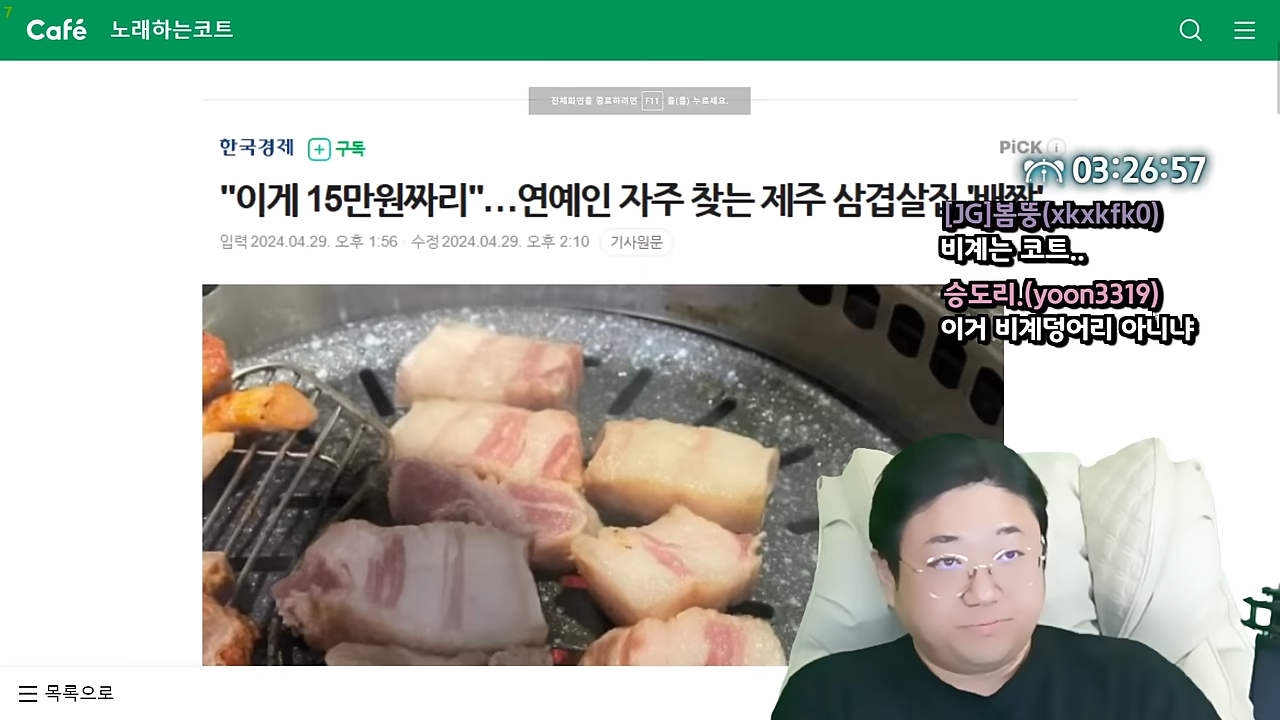 7
Café 노래하는코트
전체화면을 종료하려면 F11 을(를) 누르세요.
한국경제 + 구독
PiCK i
"이게 15만원짜리"…연예인 자주 찾는 제주 삼겹살집
입력 2024.04.29. 오후 1:56 · 수정 2024.04.29. 오후 2:10 기사원문
03:26:57
[JG]봄뚱(xkxkfk0)
비계는 코트..
승도리.(yoon3319)
이거 비계덩어리 아니냐
목록으로